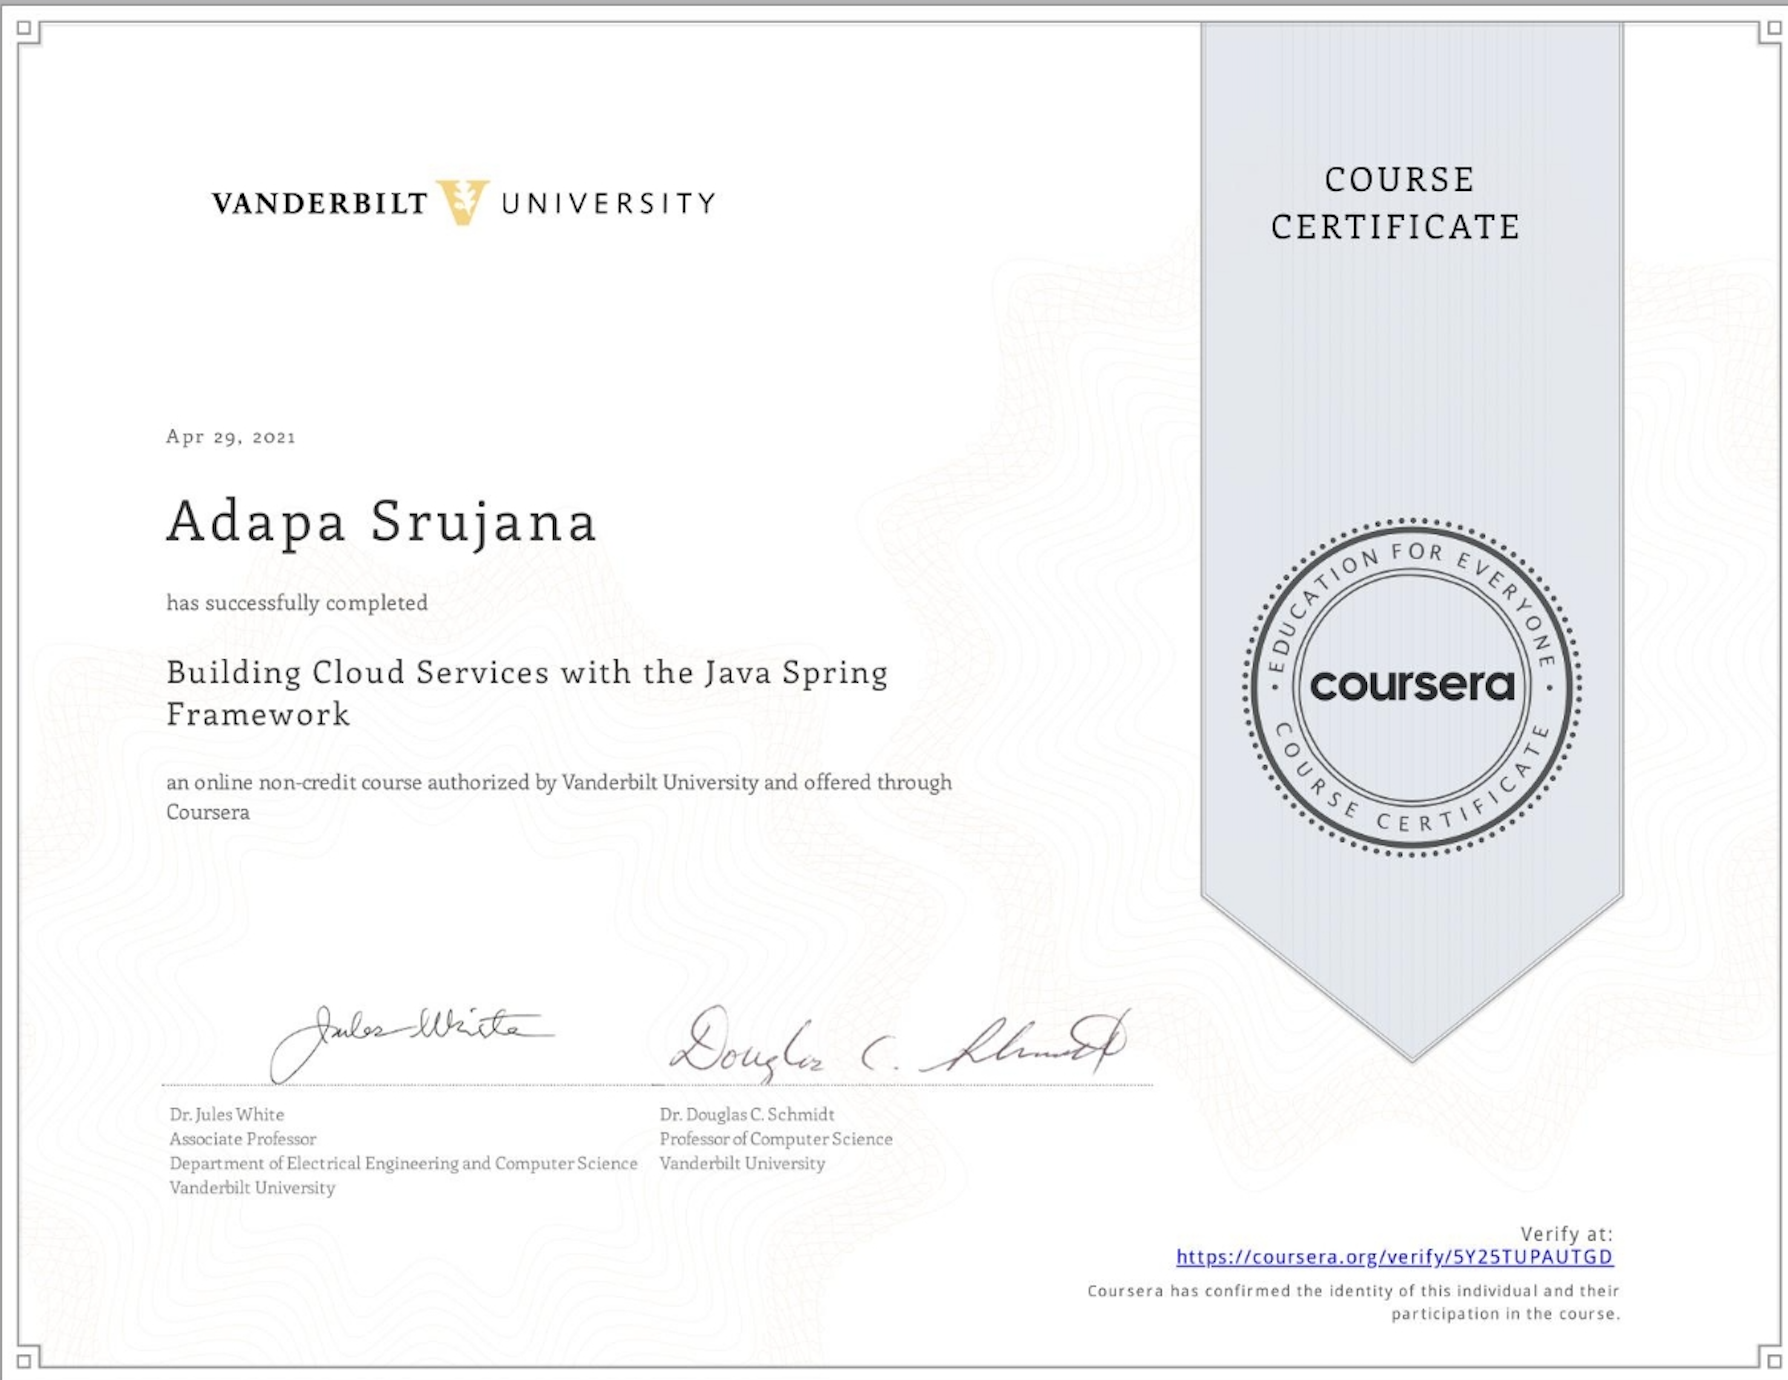 VANDERBILT UNIVERSITY
COURSE
CERTIFICATE
Apr 29, 2021
Adapa Srujana
has successfully completed
Building Cloud Services with the Java Spring
Framework
an online non-credit course authorized by Vanderbilt University and offered through
Coursera
EDUCATION FOR EVERYONE
coursera
COURSE CERTIFICATE
Jules White
Douglas C. Schmidt
Dr. Jules White
Associate Professor
Department of Electrical Engineering and Computer Science
Vanderbilt University
Dr. Douglas C. Schmidt
Professor of Computer Science
Vanderbilt University
Verify at:
https://coursera.org/verify/5Y25TUPAUTGD
Coursera has confirmed the identity of this individual and their
participation in the course.